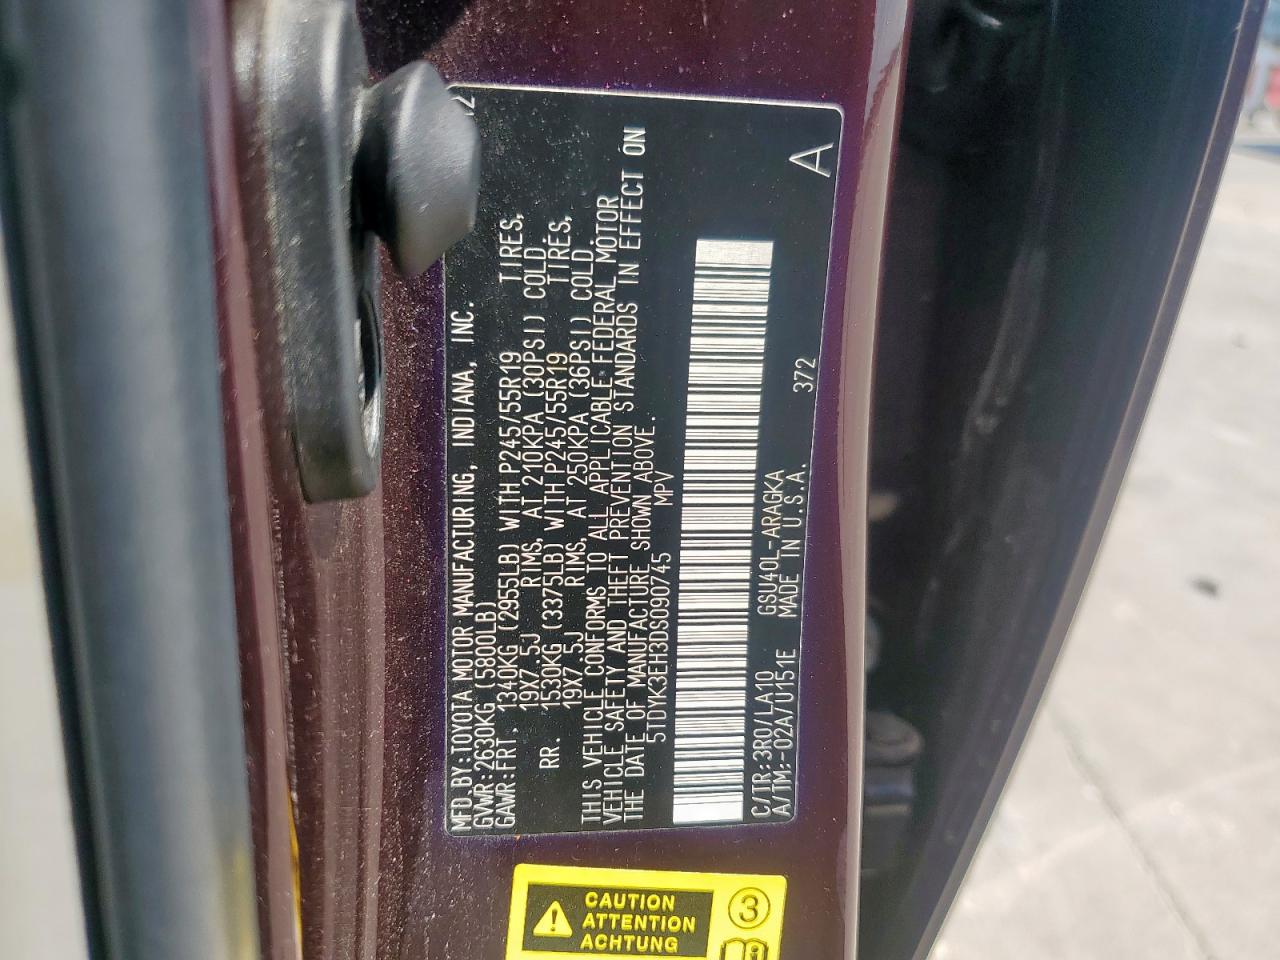 12
MFD BY:TOYOTA MOTOR MANUFACTURING, INDIANA, INC.
GVWR:2630KG (5800LB)
GAWR:FRT. 1340KG (2955LB) WITH P245/55R19 TIRES,
19X7.5J RIMS, AT 210KPA (30PSI) COLD.
RR. 1530KG (3375LB) WITH P245/55R19 TIRES,
19X7.5J RIMS, AT 250KPA (36PSI) COLD.
THIS VEHICLE CONFORMS TO ALL APPLICABLE FEDERAL MOTOR
VEHICLE SAFETY AND THEFT PREVENTION STANDARDS IN EFFECT ON
THE DATE OF MANUFACTURE SHOWN ABOVE.
5TDYK3EH3DS090745 MPV
C/TR:3R0/LA10 GSU40L-ARAGKA 372 A
A/TM:-02A/U151E MADE IN U.S.A.
CAUTION
ATTENTION
ACHTUNG
3